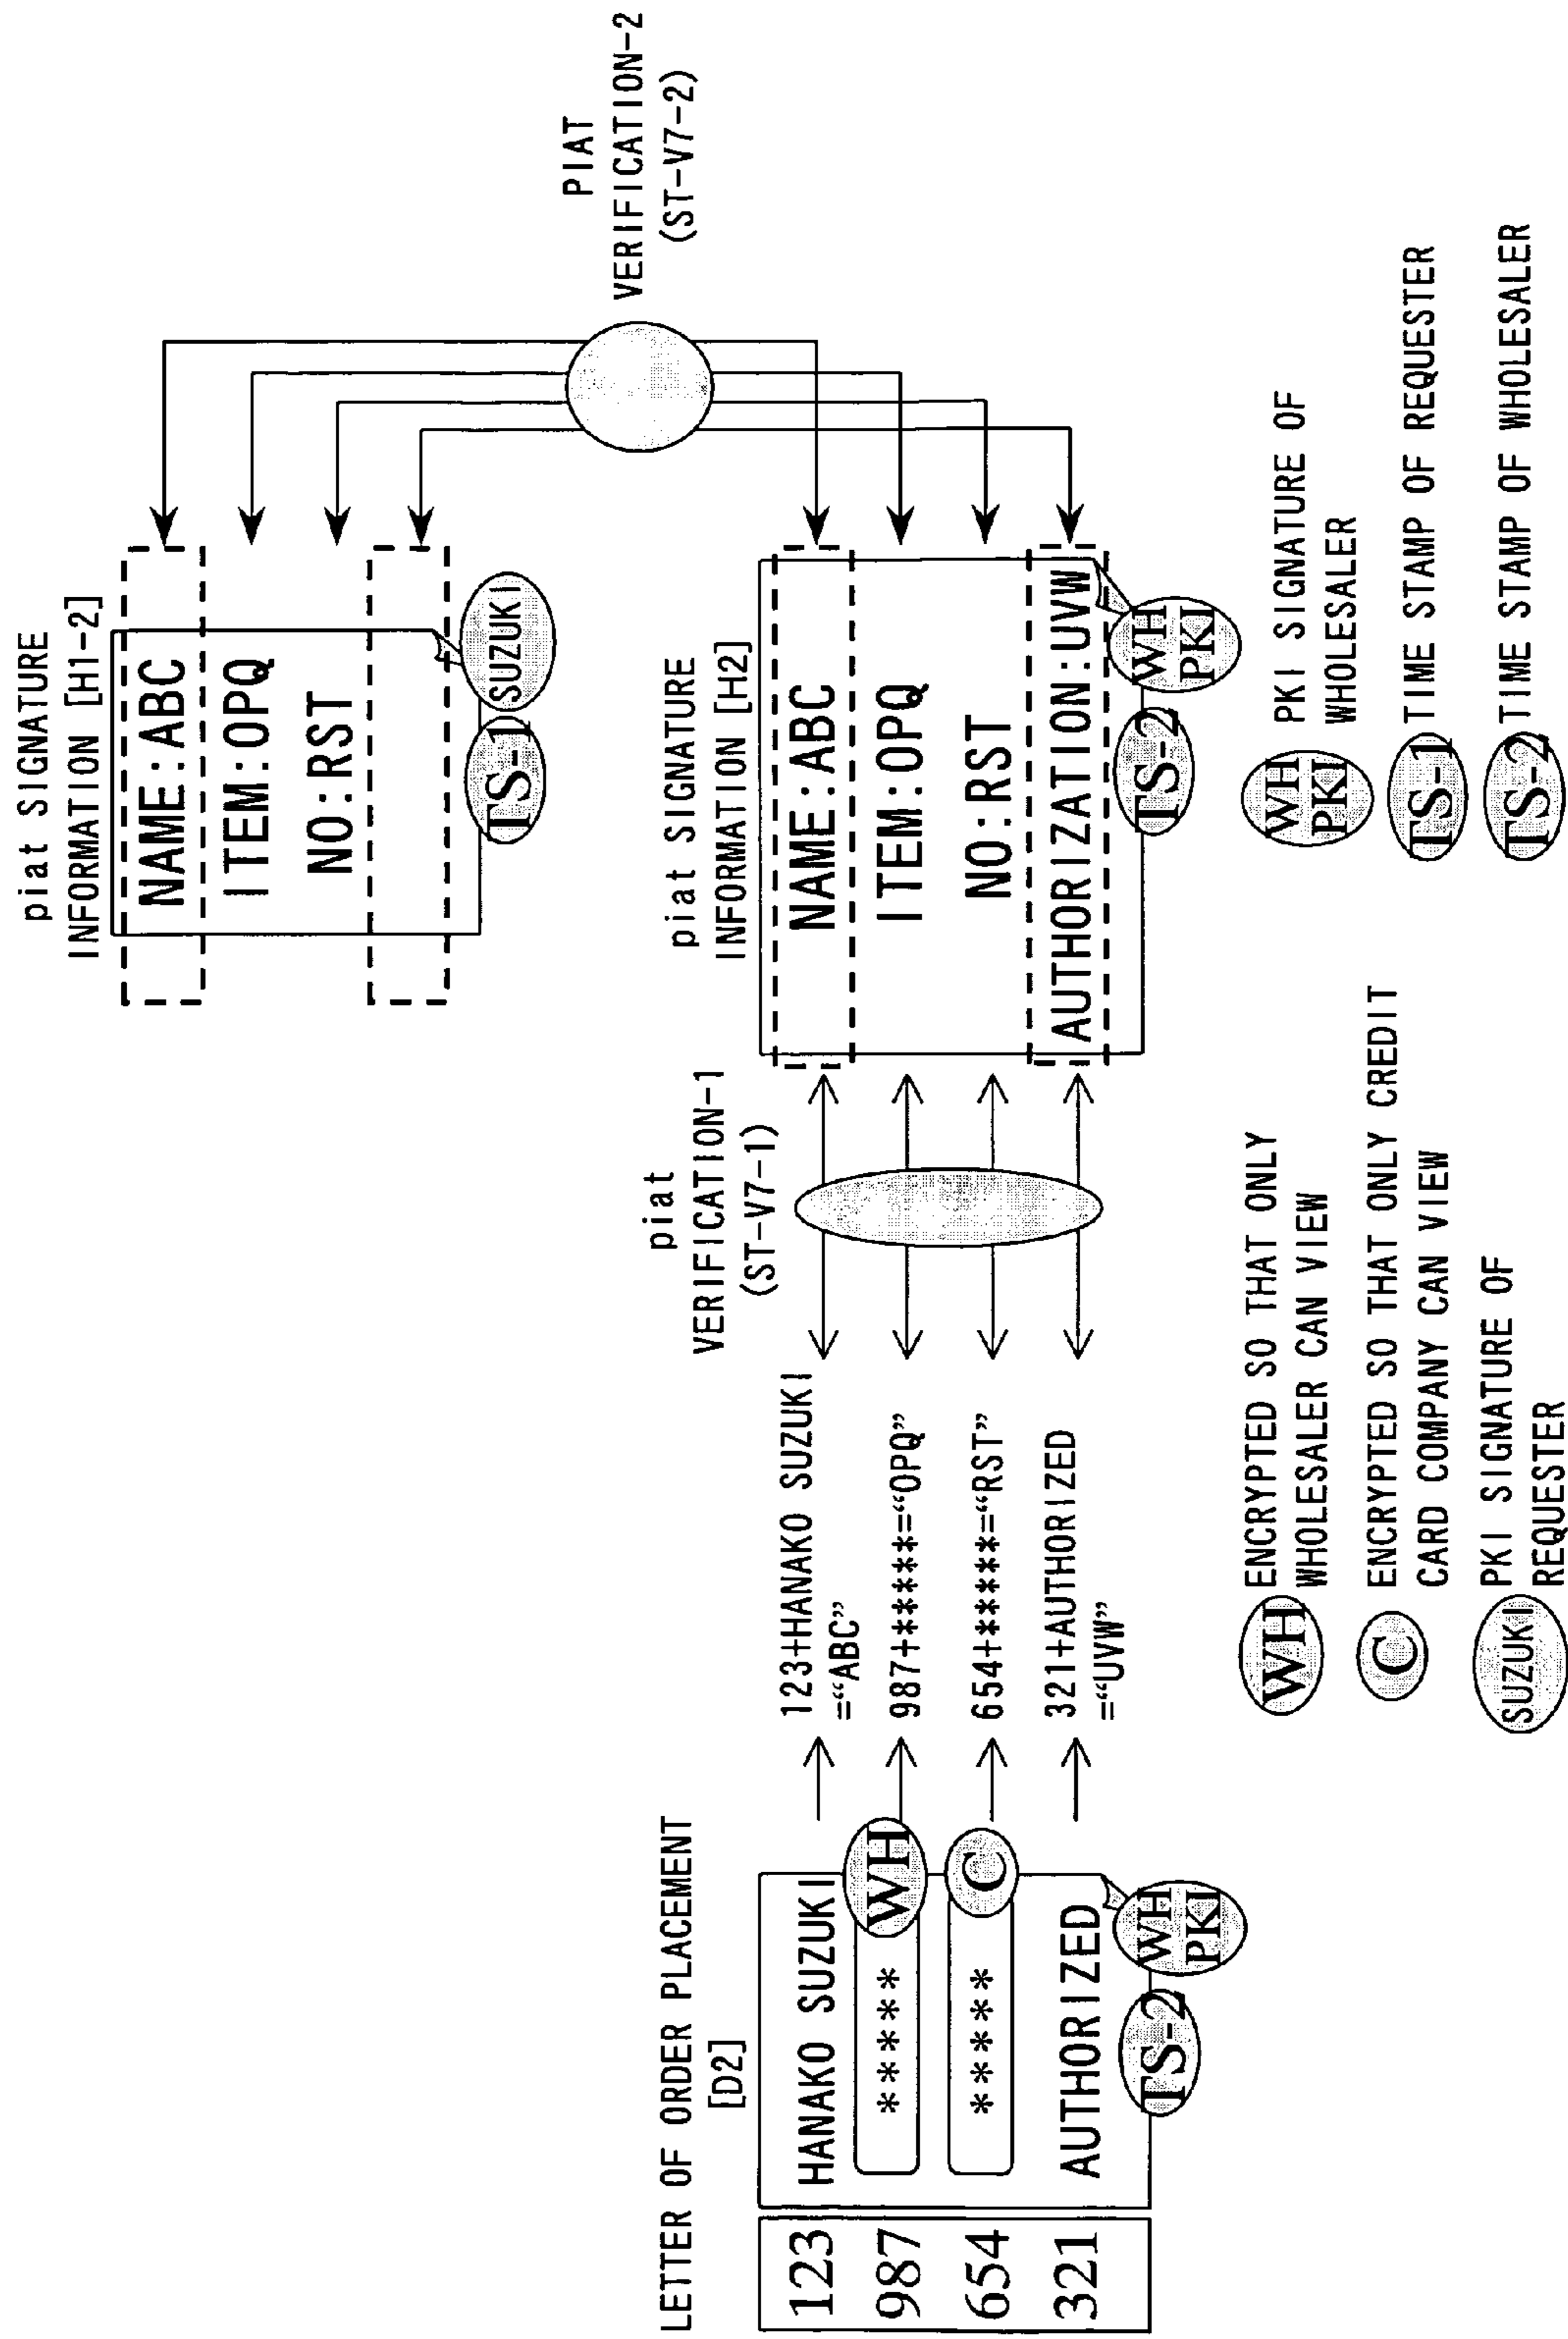 piat SIGNATURE
INFORMATION [H1-2]
NAME:ABC
ITEM:OPQ
NO:RST
TS-1
SUZUKI
PIAT
VERIFICATION-2
(ST-V7-2)
LETTER OF ORDER PLACEMENT
[D2]
123
987
654
321
HANAKO SUZUKI
*****
WH
*****
C
AUTHORIZED
TS-2
WH
PKI
123+HANAKO SUZUKI
=“ABC”
987+*****=“OPQ”
654+*****=“RST”
321+AUTHORIZED
=“UVW”
piat
VERIFICATION-1
(ST-V7-1)
piat SIGNATURE
INFORMATION [H2]
NAME:ABC
ITEM:OPQ
NO:RST
AUTHORIZATION:UVW
TS-2
WH
PKI
WH
ENCRYPTED SO THAT ONLY
WHOLESALER CAN VIEW
C
ENCRYPTED SO THAT ONLY CREDIT
CARD COMPANY CAN VIEW
SUZUKI
PKI SIGNATURE OF
REQUESTER
WH
PKI
PKI SIGNATURE OF
WHOLESALER
TS-1
TIME STAMP OF REQUESTER
TS-2
TIME STAMP OF WHOLESALER